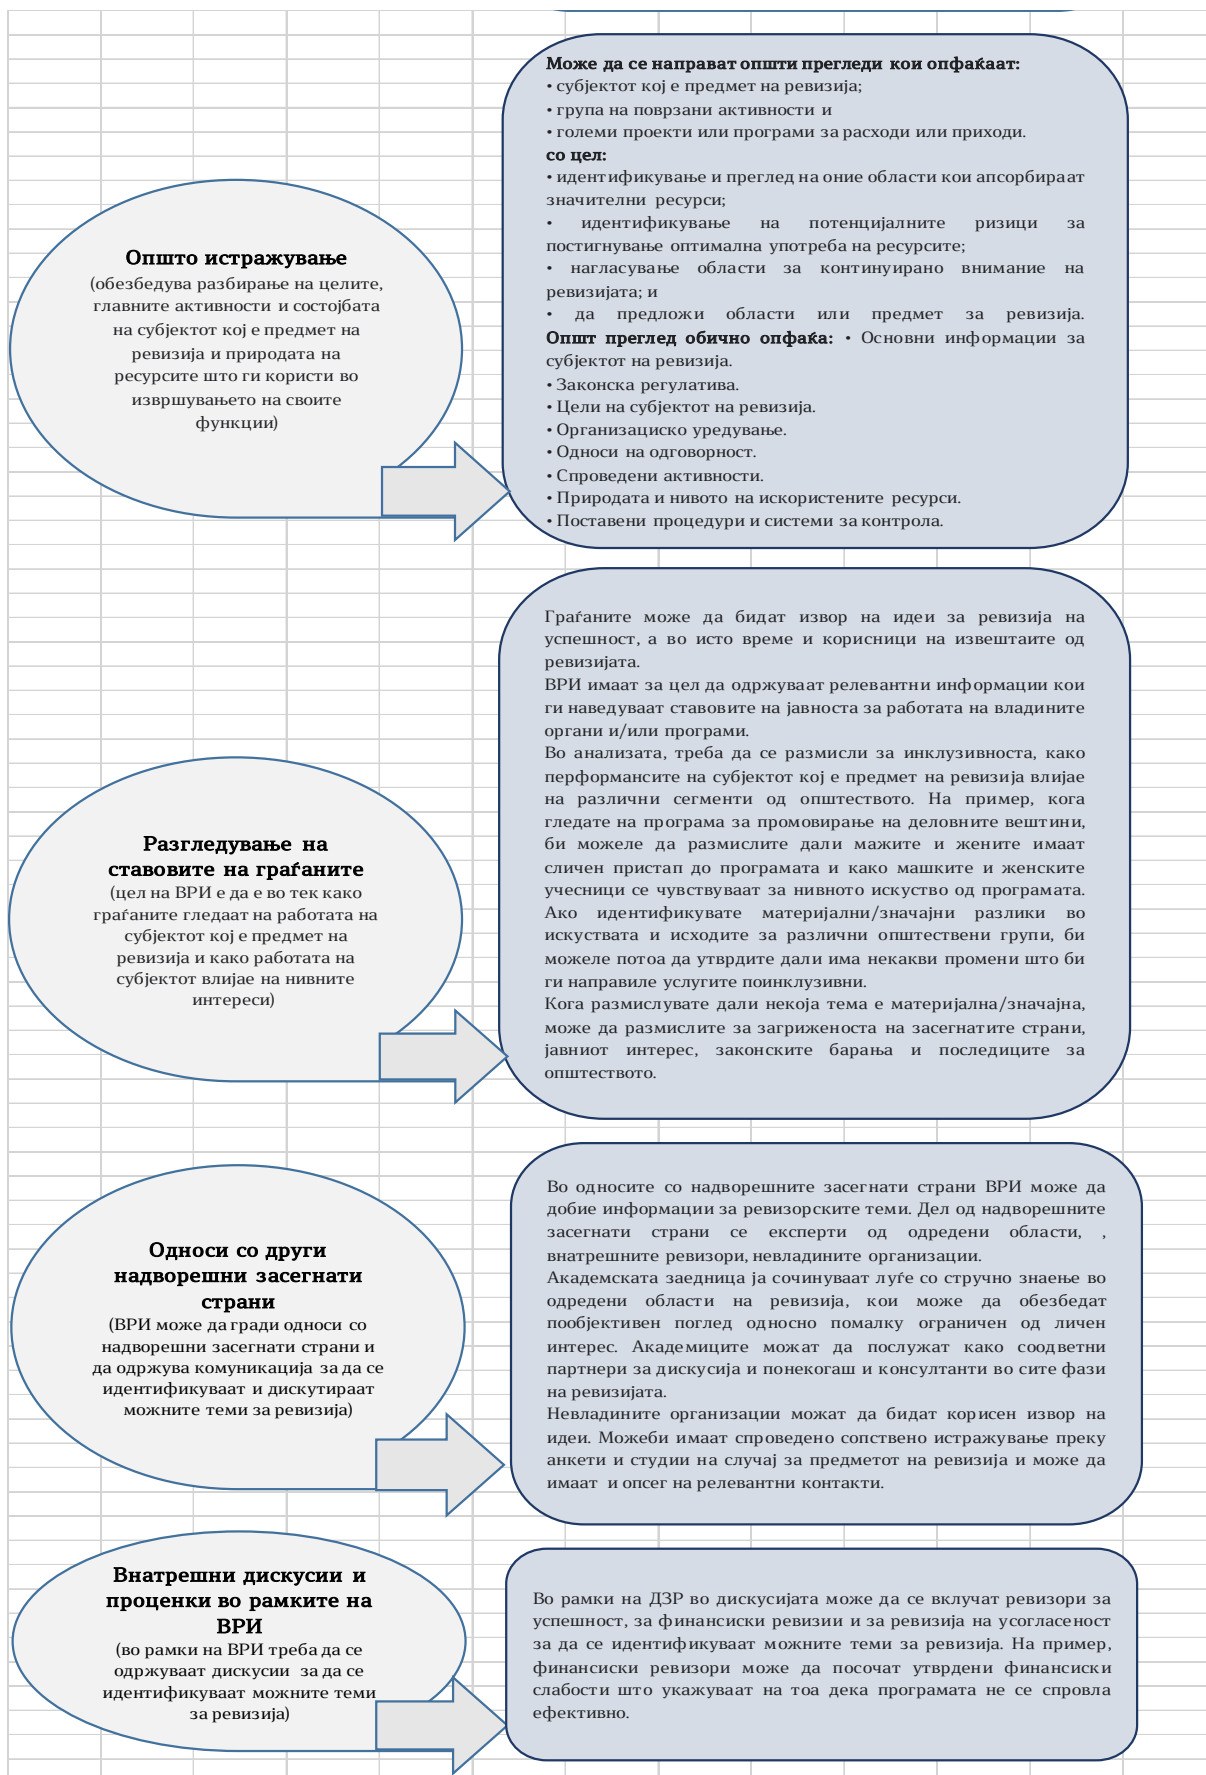 Општо истражување
(обезбедува разбирање на целите,
главните активности и состојбата
на субјектот кој е предмет на
ревизија и природата на
ресурсите што ги користи во
извршувањето на своите
функции)
Може да се направат општи прегледи кои опфаќаат:
• субјектот кој е предмет на ревизија;
• група на поврзани активности и
• големи проекти или програми за расходи или приходи.
со цел:
• идентификување и преглед на оние области кои апсорбираат
значителни ресурси;
• идентификување на потенцијалните ризици за
постигнување оптимална употреба на ресурсите;
• нагласување области за континуирано внимание на
ревизијата; и
• да предложи области или предмет за ревизија.
Општ преглед обично опфаќа: • Основни информации за
субјектот на ревизија.
• Законска регулатива.
• Цели на субјектот на ревизија.
• Организациско уредување.
• Односи на одговорност.
• Спроведени активности.
• Природата и нивото на искористените ресурси.
• Поставени процедури и системи за контрола.
Разгледување на
ставовите на граѓаните
(цел на ВРИ е да е во тек како
граѓаните гледаат на работата на
субјектот кој е предмет на
ревизија и како работата на
субјектот влијае на нивните
интереси)
Граѓаните може да бидат извор на идеи за ревизија на
успешност, а во исто време и корисници на извештаите од
ревизијата.
ВРИ имаат за цел да одржуваат релевантни информации кои
ги наведуваат ставовите на јавноста за работата на владините
органи и/или програми.
Во анализата, треба да се размисли за инклузивноста, како
перформансите на субјектот кој е предмет на ревизија влијае
на различни сегменти од општеството. На пример, кога
гледате на програма за промовирање на деловните вештини,
би можеле да размислите дали мажите и жените имаат
сличен пристап до програмата и како машките и женските
учесници се чувствуваат за нивното искуство од програмата.
Ако идентификувате материјални/значајни разлики во
искуствата и исходите за различни општествени групи, би
можеле потоа да утврдите дали има некакви промени што би
ги направиле услугите поинклузивни.
Кога размислувате дали некоја тема е материјална/значајна,
може да размислите за загриженоста на засегнатите страни,
јавниот интерес, законските барања и последиците за
општеството.
Односи со други
надворешни засегнати
страни
(ВРИ може да гради односи со
надворешни засегнати страни и
да одржува комуникација за да се
идентификуваат и дискутираат
можните теми за ревизија)
Во односите со надворешните засегнати страни ВРИ може да
добие информации за ревизорските теми. Дел од надворешните
засегнати страни се експерти од одредени области, ,
внатрешните ревизори, невладините организации.
Академската заедница ја сочинуваат луѓе со стручно знаење во
одредени области на ревизија, кои може да обезбедат
пообјективен поглед односно помалку ограничен од личен
интерес. Академиците можат да послужат како соодветни
партнери за дискусија и понекогаш и консултанти во сите фази
на ревизијата.
Невладините организации можат да бидат корисен извор на
идеи. Можеби имаат спроведено сопствено истражување преку
анкети и студии на случај за предметот на ревизија и може да
имаат и опсег на релевантни контакти.
Внатрешни дискусии и
проценки во рамките на
ВРИ
(во рамки на ВРИ треба да се
одржуваат дискусии за да се
идентификуваат можните теми
за ревизија)
Во рамки на ДЗР во дискусијата може да се вклучат ревизори за
успешност, за финансиски ревизии и за ревизија на усогласеност
за да се идентификуваат можните теми за ревизија. На пример,
финансиски ревизори може да посочат утврдени финансиски
слабости што укажуваат на тоа дека програмата не се спровла
ефективно.